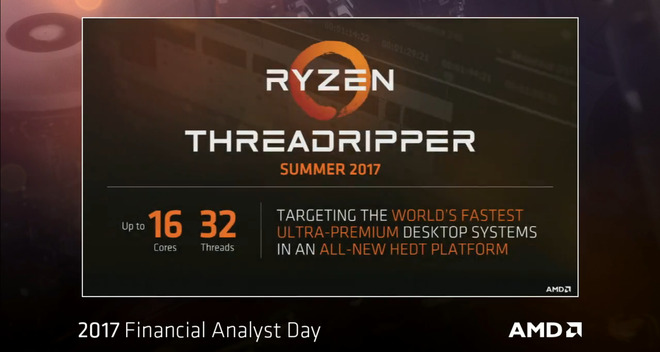 RYZEN
THREADRIPPER
SUMMER 2017
Up to 16 Cores 32 Threads
TARGETING THE WORLD'S FASTEST
ULTRA-PREMIUM DESKTOP SYSTEMS
IN AN ALL-NEW HEDT PLATFORM
AMD
2017 Financial Analyst Day
AMD